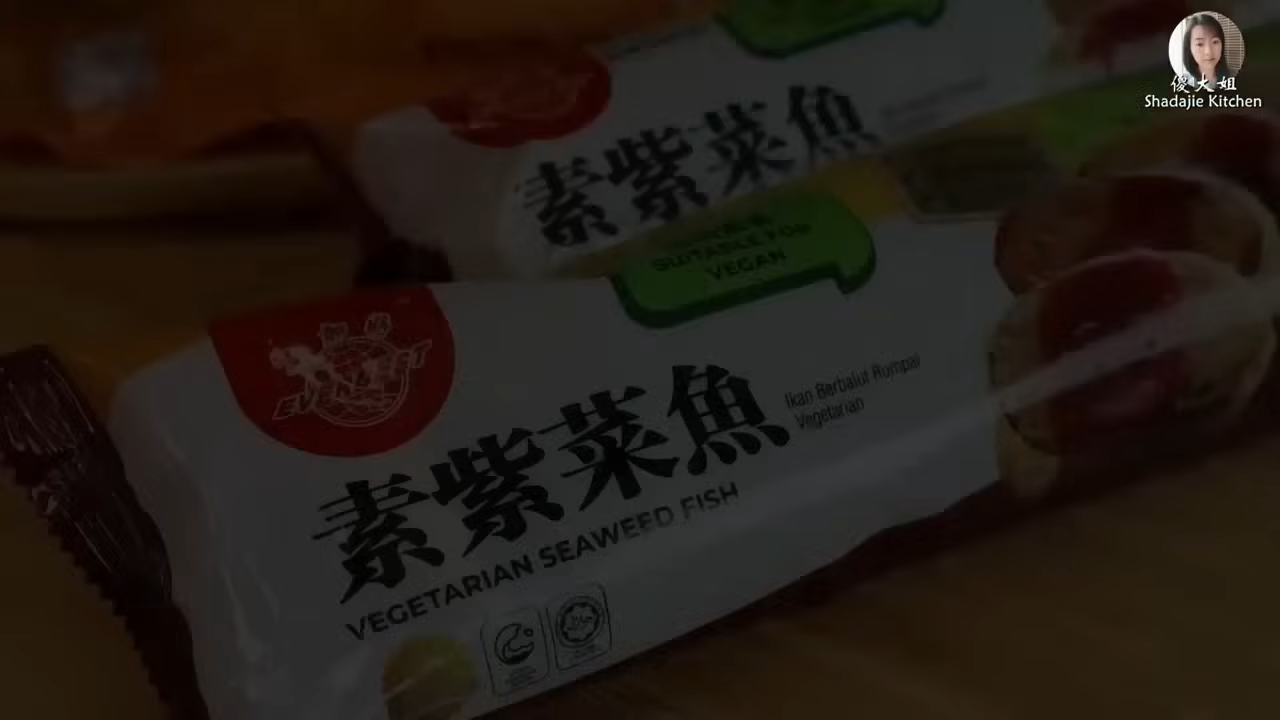 傻大姐
Shadajie Kitchen
素紫菜魚
SUITABLE FOR
VEGAN
素紫菜魚
Ikan Berbalut Rumpai
Vegetarian
VEGETARIAN SEAWEED FISH